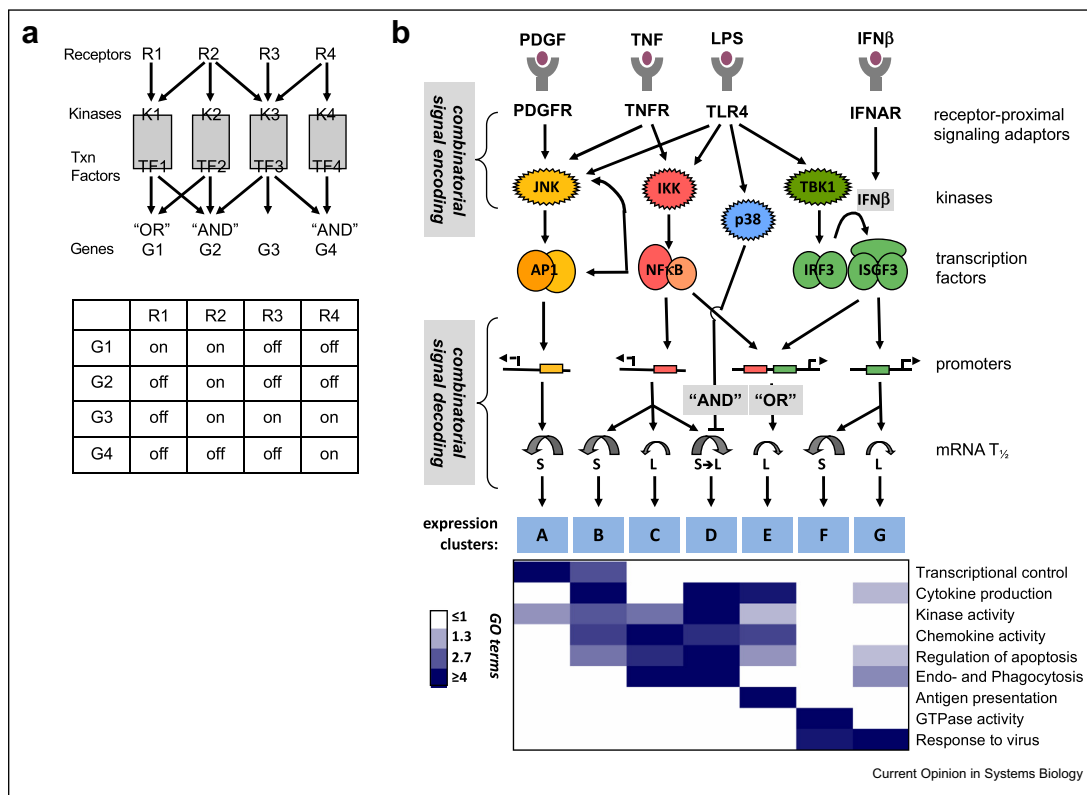 a
Receptors R1 R2 R3 R4
Kinases K1 K2 K3 K4
Txn
Factors
TF1 TF2 TF3 TF4
“OR” “AND” “AND”
Genes G1 G2 G3 G4
R1 R2 R3 R4
G1 on on off off
G2 off on off off
G3 off on on on
G4 off off off on
b
PDGF TNF LPS IFNβ
PDGFR TNFR TLR4 IFNAR
receptor-proximal
signaling adaptors
combinatorial
signal encoding
JNK IKK p38 TBK1 IFNβ
kinases
AP1 NFκB IRF3 ISGF3
transcription
factors
combinatorial
signal decoding
promoters
“AND” “OR”
S S L S→L L S L
mRNA T½
expression
clusters:
A B C D E F G
GO terms
≤1
1.3
2.7
≥4
Transcriptional control
Cytokine production
Kinase activity
Chemokine activity
Regulation of apoptosis
Endo- and Phagocytosis
Antigen presentation
GTPase activity
Response to virus
Current Opinion in Systems Biology